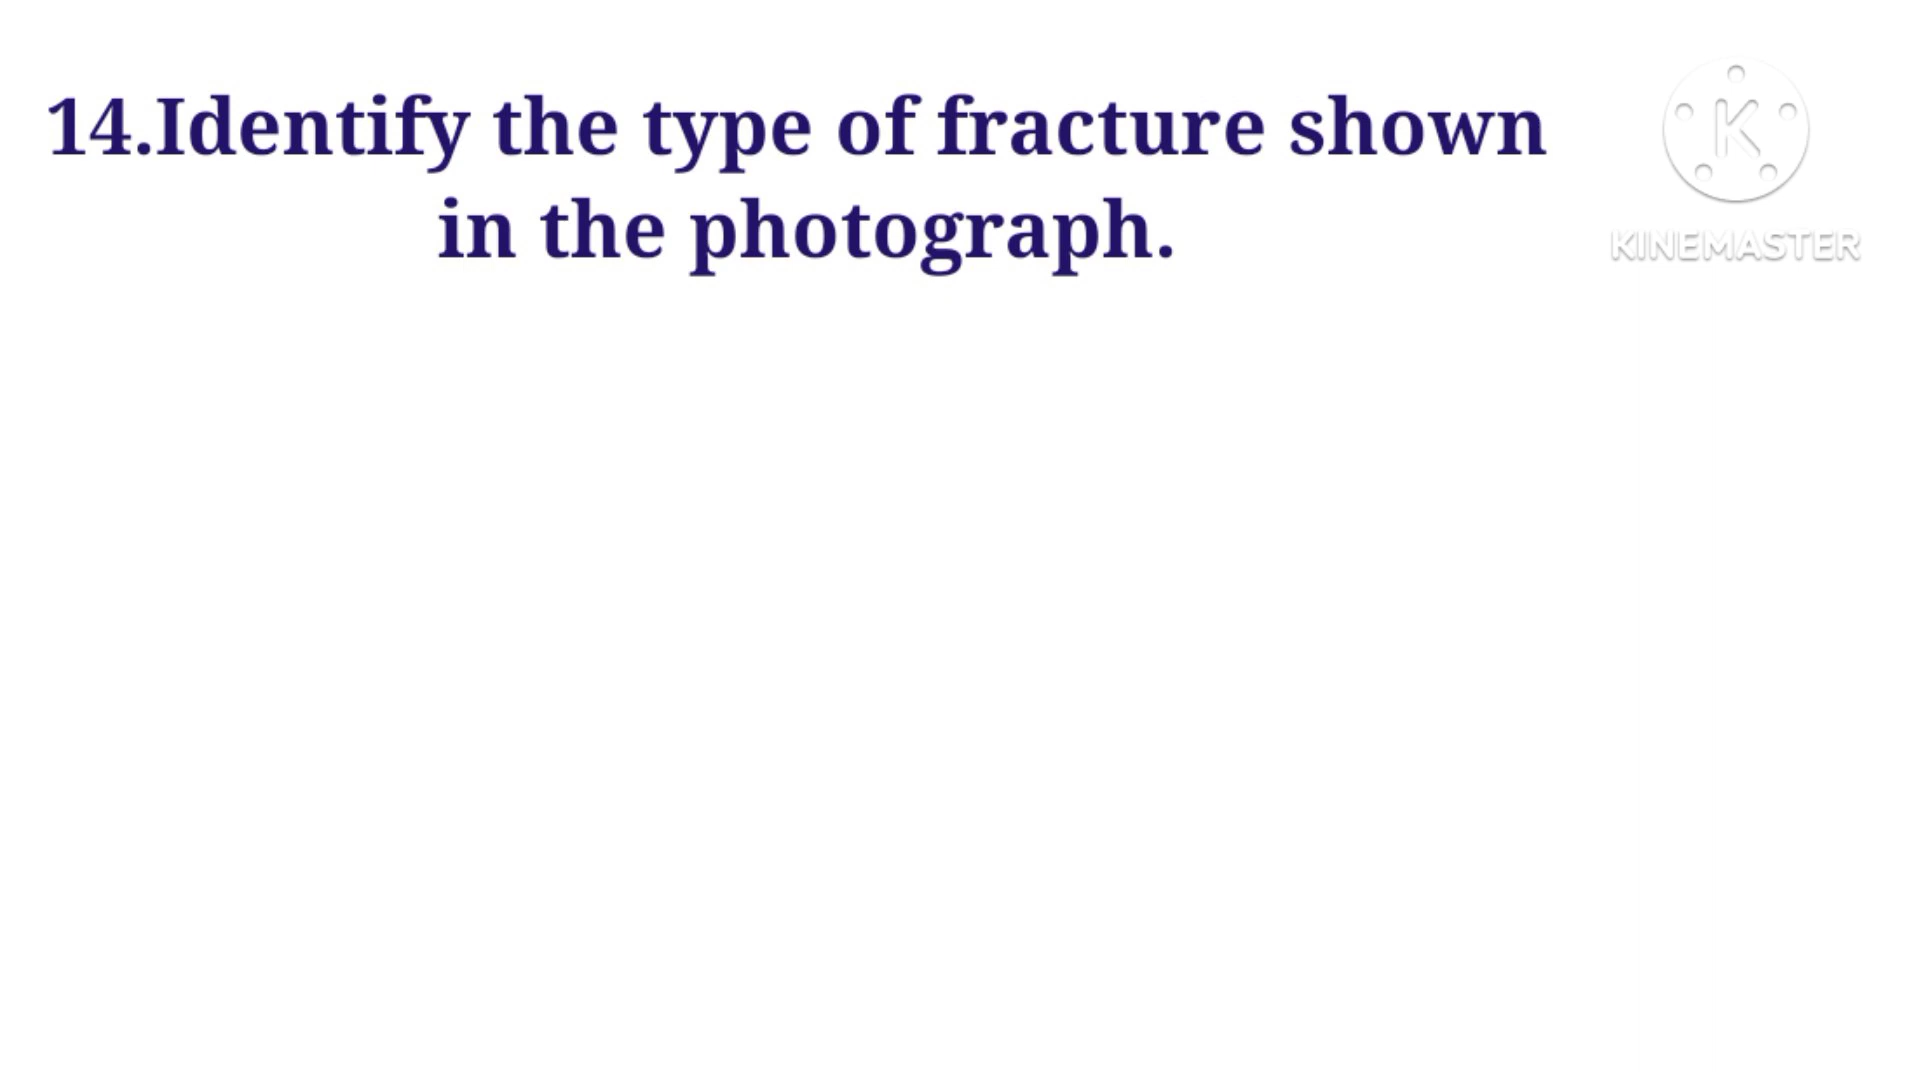 14.Identify the type of fracture shown
in the photograph.
K
KINEMASTER